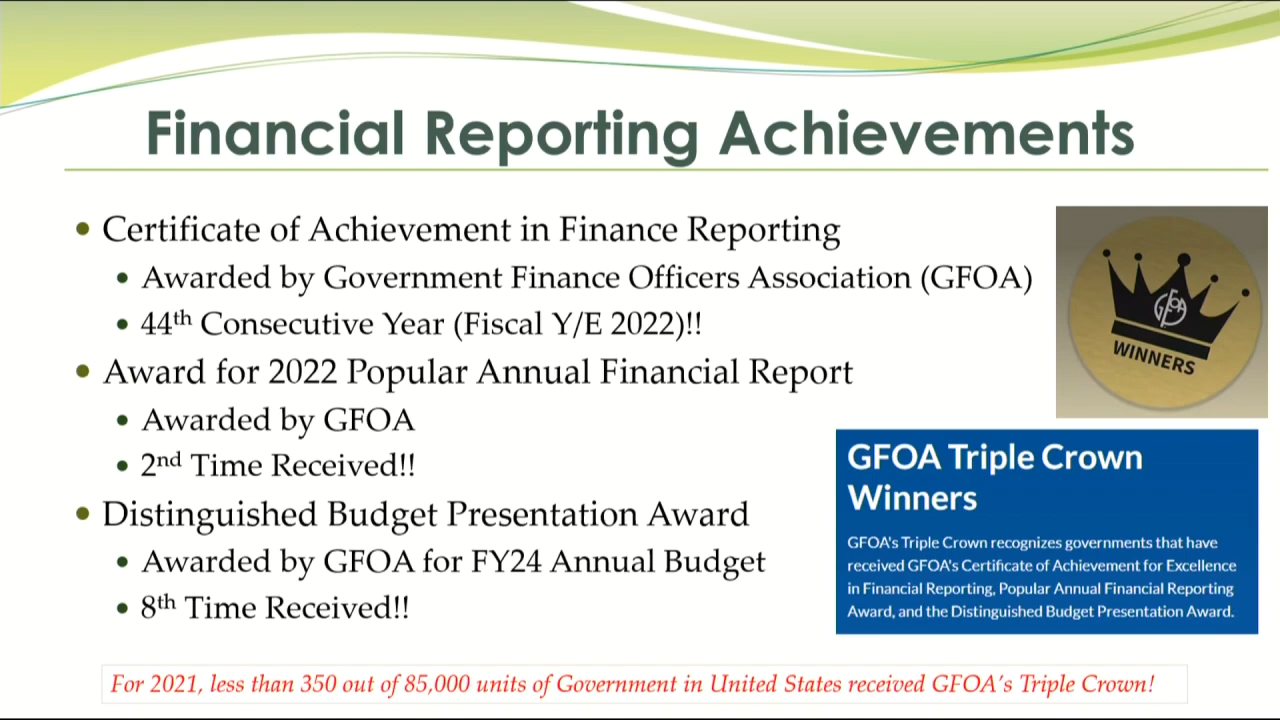 Financial Reporting Achievements
• Certificate of Achievement in Finance Reporting
• Awarded by Government Finance Officers Association (GFOA)
• 44th Consecutive Year (Fiscal Y/E 2022)!!
• Award for 2022 Popular Annual Financial Report
• Awarded by GFOA
• 2nd Time Received!!
• Distinguished Budget Presentation Award
• Awarded by GFOA for FY24 Annual Budget
• 8th Time Received!!
GFOA
WINNERS
GFOA Triple Crown
Winners
GFOA's Triple Crown recognizes governments that have
received GFOA's Certificate of Achievement for Excellence
in Financial Reporting, Popular Annual Financial Reporting
Award, and the Distinguished Budget Presentation Award.
For 2021, less than 350 out of 85,000 units of Government in United States received GFOA's Triple Crown!